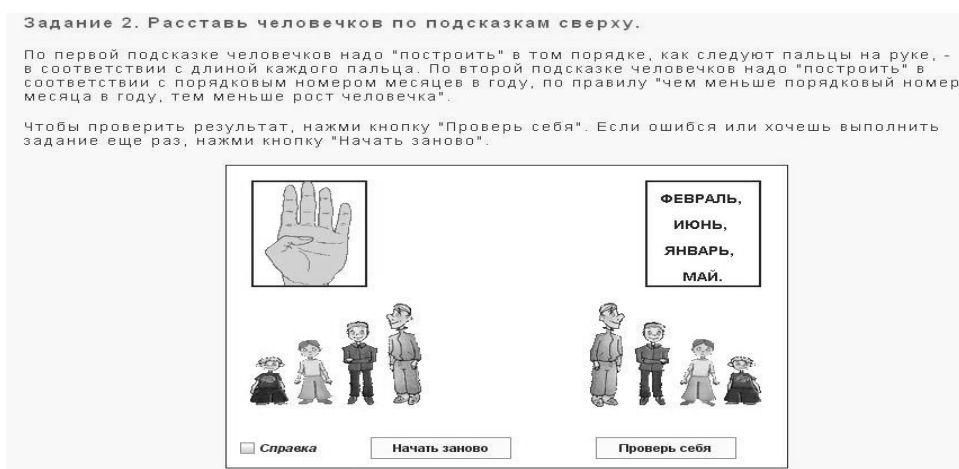 Задание 2. Расставь человечков по подсказкам сверху.
По первой подсказке человечков надо "построить" в том порядке, как следуют пальцы на руке, -
в соответствии с длиной каждого пальца. По второй подсказке человечков надо "построить" в
соответствии с порядковым номером месяцев в году, по правилу "чем меньше порядковый номер
месяца в году, тем меньше рост человечка".
Чтобы проверить результат, нажми кнопку "Проверь себя". Если ошибся или хочешь выполнить
задание еще раз, нажми кнопку "Начать заново".
ФЕВРАЛЬ,
ИЮНЬ,
ЯНВАРЬ,
МАЙ.
Справка Начать заново Проверь себя